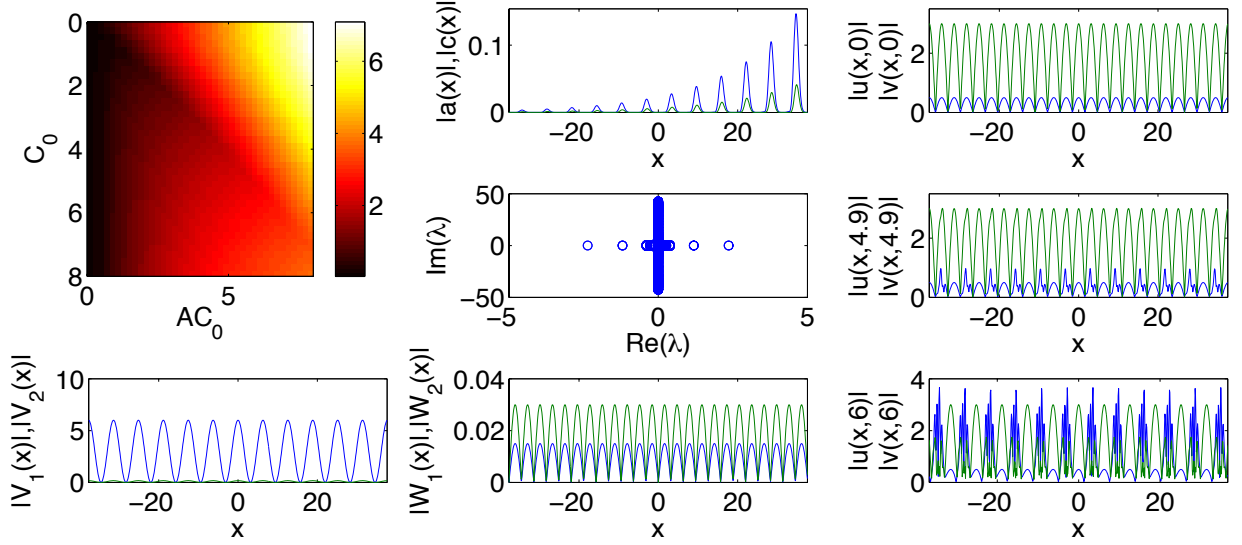 0
2
4
6
8
C₀
0
5
AC₀
6
4
2
|a(x)|,|c(x)|
0.1
0
−20
0
20
x
|u(x,0)|
|v(x,0)|
2
0
−20
0
20
x
Im(λ)
50
0
−50
−5
0
5
Re(λ)
|u(x,4.9)|
|v(x,4.9)|
2
0
−20
0
20
x
|V₁(x)|,|V₂(x)|
10
5
0
−20
0
20
x
|W₁(x)|,|W₂(x)|
0.04
0.02
0
−20
0
20
x
|u(x,6)|
|v(x,6)|
4
2
0
−20
0
20
x